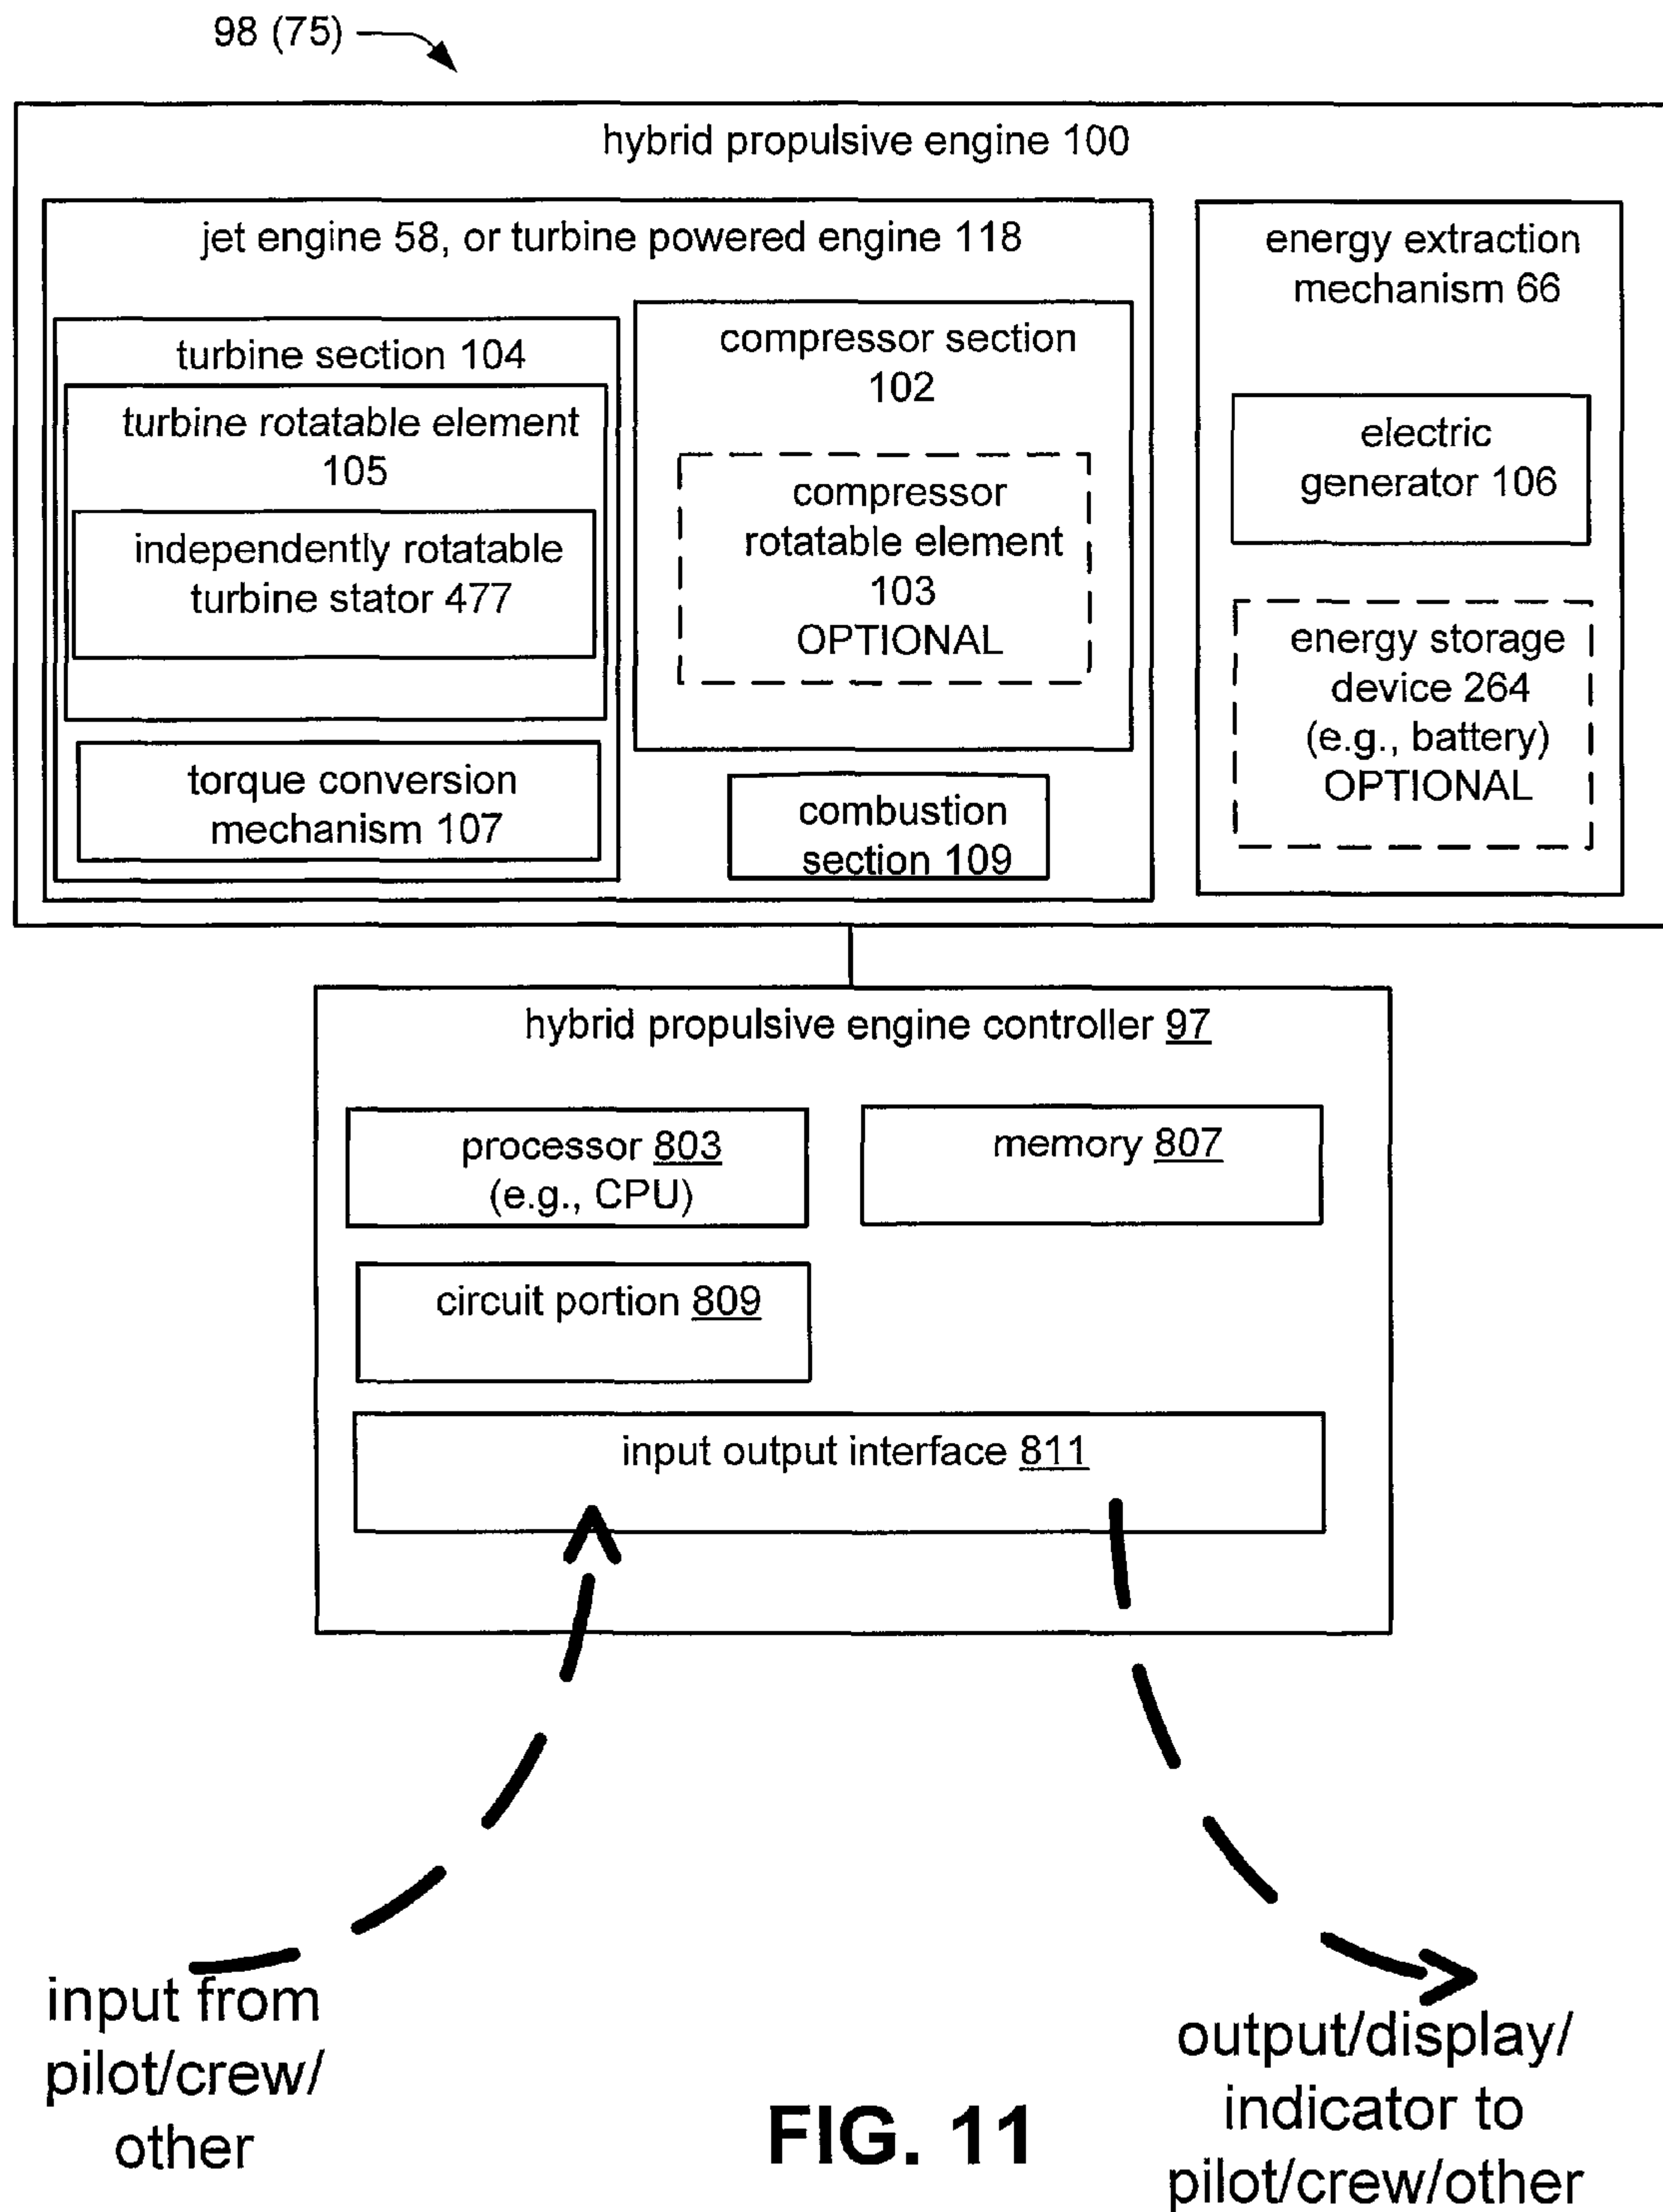 98 (75)
hybrid propulsive engine 100
jet engine 58, or turbine powered engine 118
turbine section 104
turbine rotatable element
105
independently rotatable
turbine stator 477
torque conversion
mechanism 107
compressor section
102
compressor
rotatable element
103
OPTIONAL
combustion
section 109
energy extraction
mechanism 66
electric
generator 106
energy storage
device 264
(e.g., battery)
OPTIONAL
hybrid propulsive engine controller 97
processor 803
(e.g., CPU)
memory 807
circuit portion 809
input output interface 811
input from
pilot/crew/
other
output/display/
indicator to
pilot/crew/other
FIG. 11